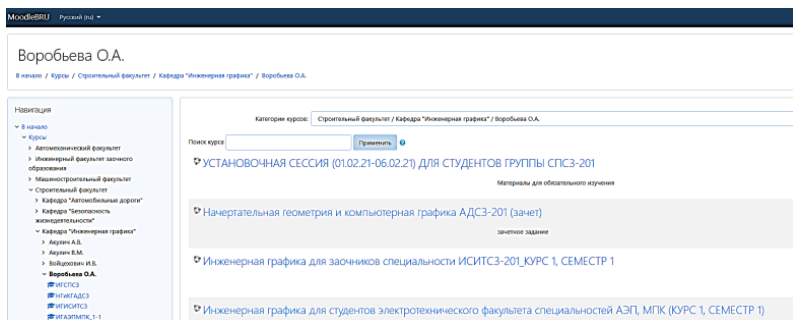 MoodleBRU Русский (ru)
Воробьева О.А.
В начало / Курсы / Строительный факультет / Кафедра "Инженерная графика" / Воробьева О.А.
Навигация
В начало
Курсы
Автомеханический факультет
Инженерный факультет заочного
образования
Машиностроительный факультет
Строительный факультет
Кафедра "Автомобильные дороги"
Кафедра "Безопасность
жизнедеятельности"
Кафедра "Инженерная графика"
Акулич А.В.
Акулич В.М.
Войцехович И.В.
Воробьева О.А.
ИГСПСЗ
НГиКГАДСЗ
ИГИСИТСЗ
ИГАЭПМПК_1-1
Категории курсов: Строительный факультет / Кафедра "Инженерная графика" / Воробьева О.А.
Поиск курса Применить
УСТАНОВОЧНАЯ СЕССИЯ (01.02.21-06.02.21) ДЛЯ СТУДЕНТОВ ГРУППЫ СПСЗ-201
Материалы для обязательного изучения
Начертательная геометрия и компьютерная графика АДСЗ-201 (зачет)
зачетное задание
Инженерная графика для заочников специальности ИСИТСЗ-201_КУРС 1, СЕМЕСТР 1
Инженерная графика для студентов электротехнического факультета специальностей АЭП, МПК (КУРС 1, СЕМЕСТР 1)